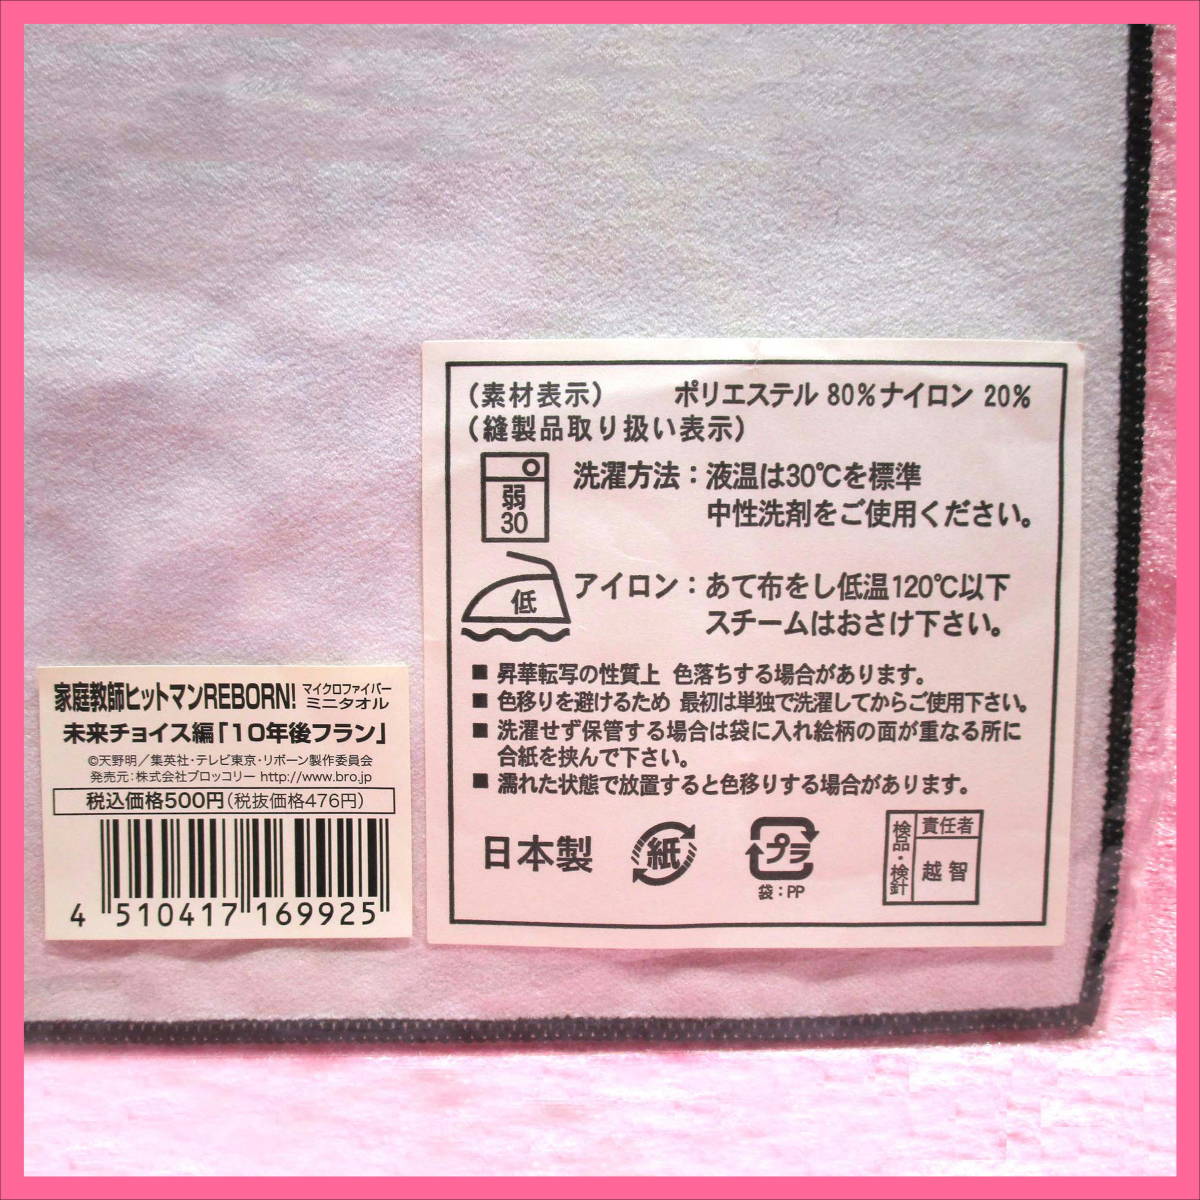 (素材表示) ポリエステル 80%ナイロン 20%
(縫製品取り扱い表示)
弱
30
洗濯方法：液温は30℃を標準
中性洗剤をご使用ください。
低
アイロン：あて布をし低温120℃以下
スチームはおさけ下さい。
■ 昇華転写の性質上 色落ちする場合があります。
■ 色移りを避けるため 最初は単独で洗濯してからご使用下さい。
■ 洗濯せず保管する場合は袋に入れ絵柄の面が重なる所に
合紙を挟んで下さい。
■ 濡れた状態で放置すると色移りする場合があります。
日本製
紙
プラ
袋：PP
検品・検針
責任者
越智
家庭教師ヒットマンREBORN! マイクロファイバー
ミニタオル
未来チョイス編「10年後フラン」
©天野明／集英社・テレビ東京・リボーン製作委員会
発売元：株式会社ブロッコリー http://www.bro.jp
税込価格500円(税抜価格476円)
4 510417 169925